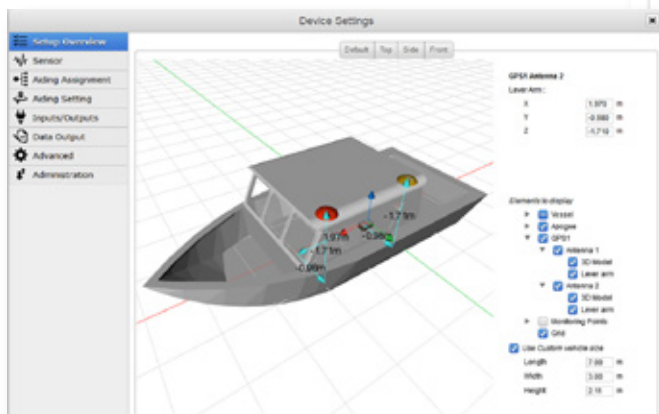 Device Settings
Setup Overview
Sensor
Aiding Assignment
Aiding Setting
Inputs/Outputs
Data Output
Advanced
Administration
Default Top Side Front
-1.71m
1.97m
-0.98m
-1.71m
GPS1 Antenna 2
Lever Arm :
X 1.970 m
Y -0.980 m
Z -1.710 m
Elements to display
Vessel
Apogee
GPS1
Antenna 1
3D Model
Lever arm
Antenna 2
3D Model
Lever arm
Monitoring Points
Grid
Use Custom vehicle size
Length 7.00 m
Width 3.00 m
Height m